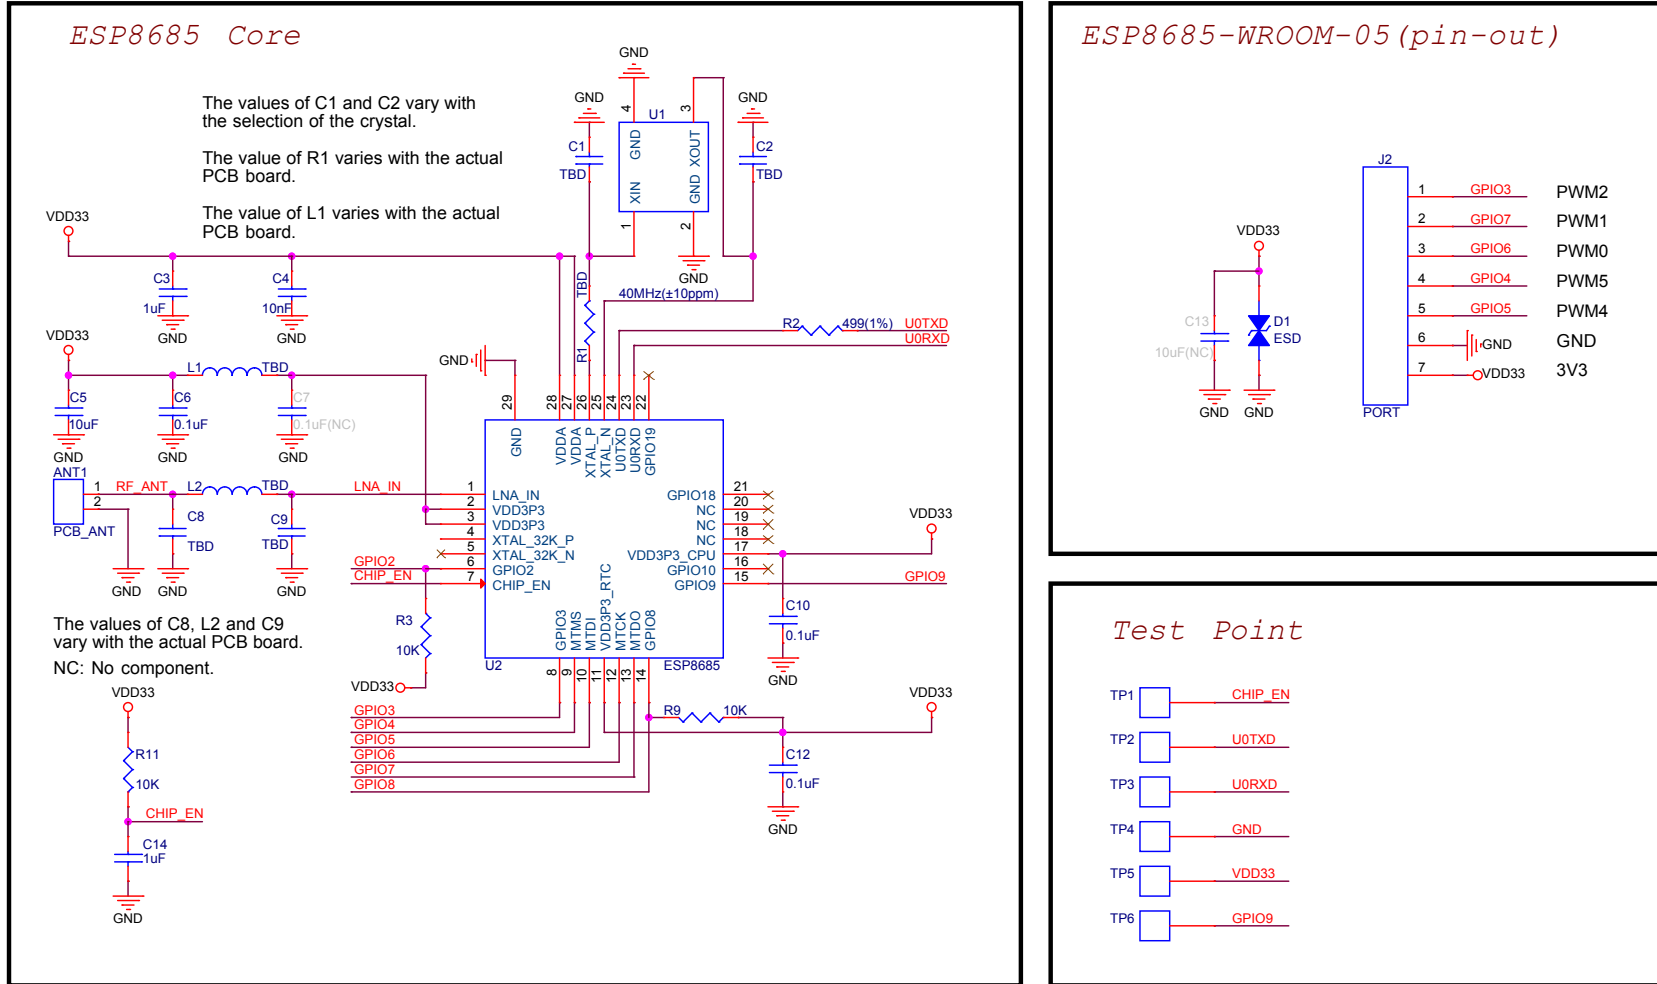 ESP8685 Core
The values of C1 and C2 vary with
the selection of the crystal.
The value of R1 varies with the actual
PCB board.
The value of L1 varies with the actual
PCB board.
GND
GND
GND
4
3
U1
GND
XOUT
XIN
GND
1
2
C1
TBD
C2
TBD
GND
40MHz(±10ppm)
VDD33
C3
1uF
GND
C4
10nF
GND
TBD
R1
R2
499(1%)
U0TXD
U0RXD
VDD33
L1
TBD
C5
10uF
GND
C6
0.1uF
GND
C7
0.1uF(NC)
GND
GND
29
28
27
26
25
24
23
22
GND
VDDA
VDDA
XTAL_P
XTAL_N
U0TXD
U0RXD
GPIO19
ANT1
1
2
PCB_ANT
RF_ANT
L2
TBD
LNA_IN
C8
TBD
C9
TBD
GND
GND
GND
1
2
3
4
5
6
7
LNA_IN
VDD3P3
VDD3P3
XTAL_32K_P
XTAL_32K_N
GPIO2
CHIP_EN
GPIO2
CHIP_EN
GPIO18
NC
NC
NC
VDD3P3_CPU
GPIO10
GPIO9
21
20
19
18
17
16
15
VDD33
GPIO9
C10
0.1uF
GND
R3
10K
VDD33
GPIO3
MTMS
MTDI
VDD3P3_RTC
MTCK
MTDO
GPIO8
U2
ESP8685
8
9
10
11
12
13
14
GPIO3
GPIO4
GPIO5
GPIO6
GPIO7
GPIO8
R9
10K
VDD33
C12
0.1uF
GND
The values of C8, L2 and C9
vary with the actual PCB board.
NC: No component.
VDD33
R11
10K
CHIP_EN
C14
1uF
GND
ESP8685-WROOM-05(pin-out)
VDD33
C13
10uF(NC)
D1
ESD
GND
GND
J2
1 GPIO3 PWM2
2 GPIO7 PWM1
3 GPIO6 PWM0
4 GPIO4 PWM5
5 GPIO5 PWM4
6 GND GND
7 VDD33 3V3
PORT
Test Point
TP1 CHIP_EN
TP2 U0TXD
TP3 U0RXD
TP4 GND
TP5 VDD33
TP6 GPIO9